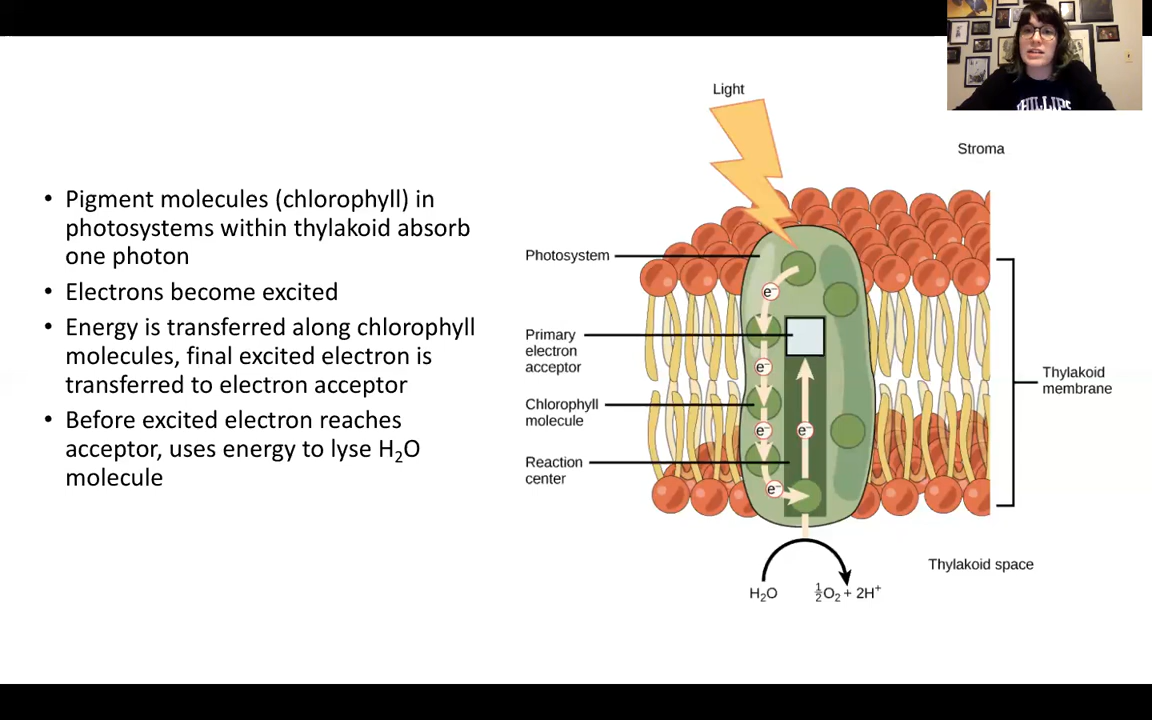 • Pigment molecules (chlorophyll) in
photosystems within thylakoid absorb
one photon
• Electrons become excited
• Energy is transferred along chlorophyll
molecules, final excited electron is
transferred to electron acceptor
• Before excited electron reaches
acceptor, uses energy to lyse H₂O
molecule
Light
Stroma
Photosystem
Primary
electron
acceptor
Chlorophyll
molecule
Reaction
center
e⁻
e⁻
e⁻
e⁻
e⁻
Thylakoid
membrane
Thylakoid space
H₂O
½O₂ + 2H⁺
PHILLIPS